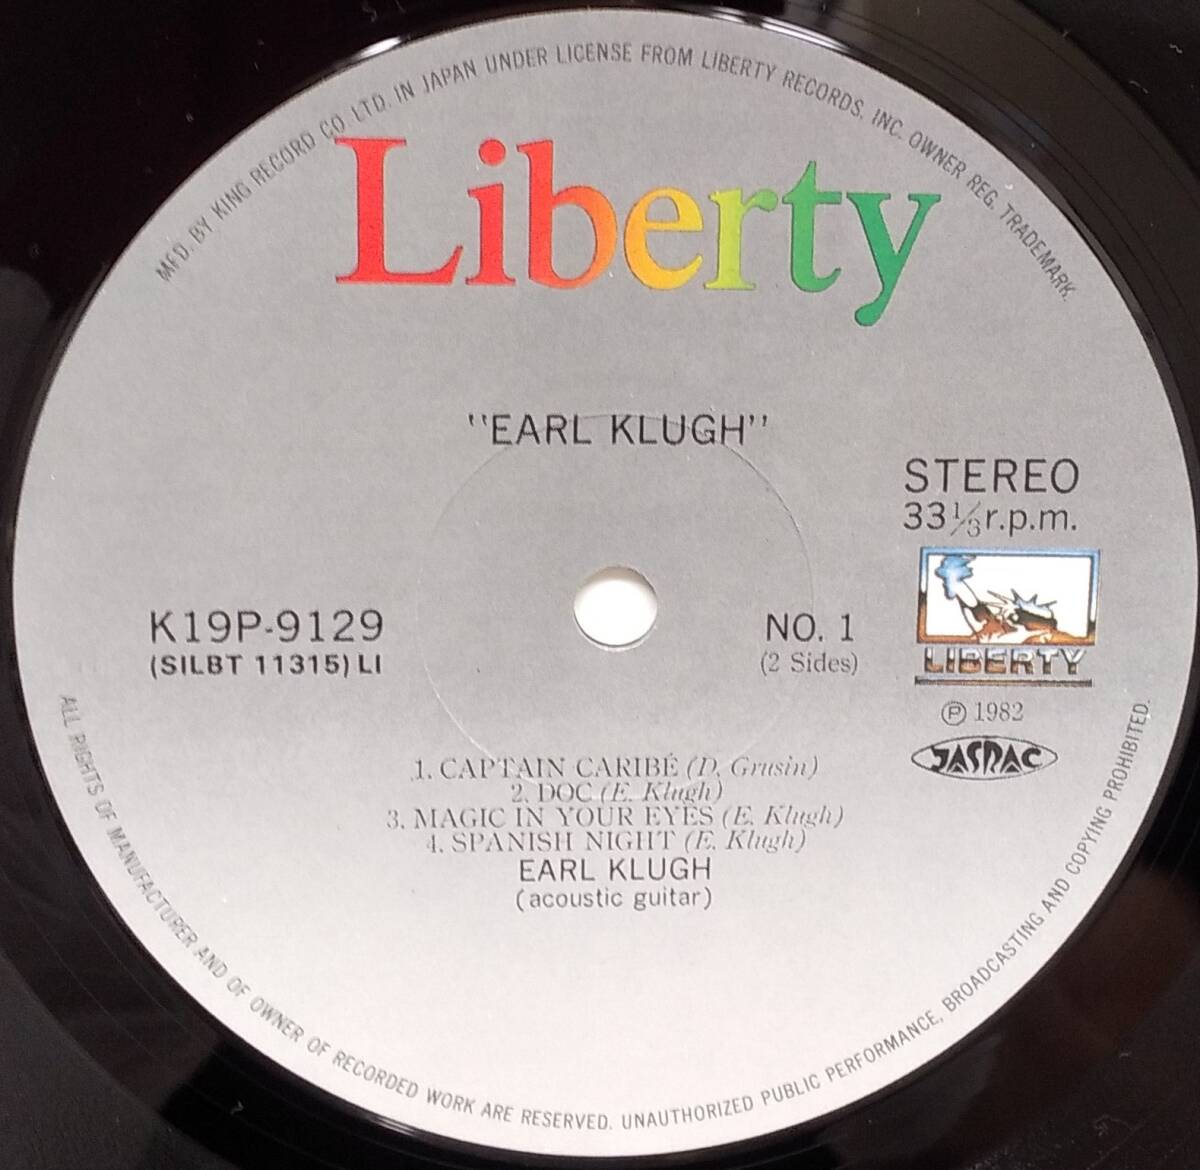 MFD. BY KING RECORD CO LTD. IN JAPAN UNDER LICENSE FROM LIBERTY RECORDS, INC. OWNER REG. TRADEMARK.
Liberty
"EARL KLUGH"
STEREO
33 1/3 r.p.m.
K19P-9129
(SILBT 11315) LI
NO. 1
(2 Sides)
LIBERTY
Ⓟ 1982
JASRAC
1. CAPTAIN CARIBÉ (D. Grusin)
2. DOC (E. Klugh)
3. MAGIC IN YOUR EYES (E. Klugh)
4. SPANISH NIGHT (E. Klugh)
EARL KLUGH
(acoustic guitar)
ALL RIGHTS OF MANUFACTURER AND OF OWNER OF RECORDED WORK ARE RESERVED. UNAUTHORIZED PUBLIC PERFORMANCE, BROADCASTING AND COPYING PROHIBITED.